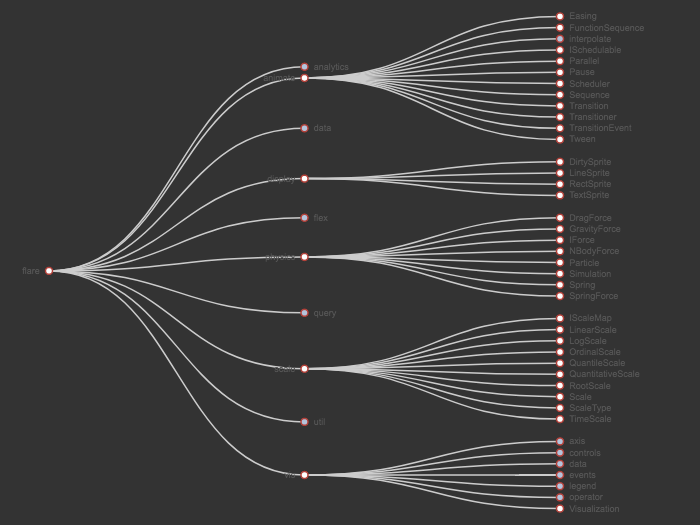 flare
analytics
animate
data
display
flex
physics
query
scale
util
vis
Easing
FunctionSequence
interpolate
ISchedulable
Parallel
Pause
Scheduler
Sequence
Transition
Transitioner
TransitionEvent
Tween
DirtySprite
LineSprite
RectSprite
TextSprite
DragForce
GravityForce
IForce
NBodyForce
Particle
Simulation
Spring
SpringForce
IScaleMap
LinearScale
LogScale
OrdinalScale
QuantileScale
QuantitativeScale
RootScale
Scale
ScaleType
TimeScale
axis
controls
data
events
legend
operator
Visualization